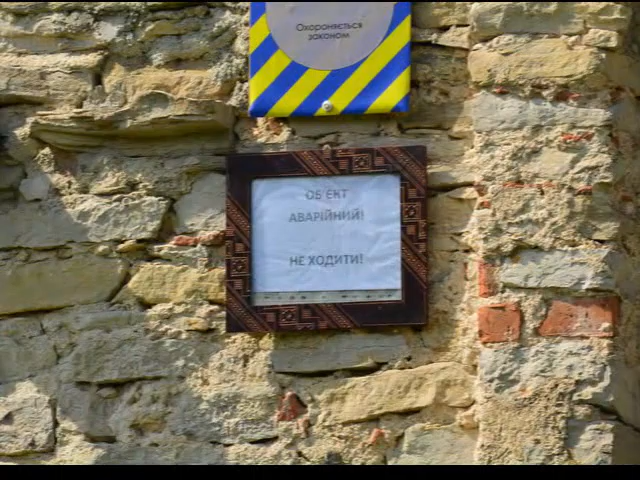 Охороняється
законом
ОБ'ЄКТ
АВАРІЙНИЙ!
НЕ ХОДИТИ!